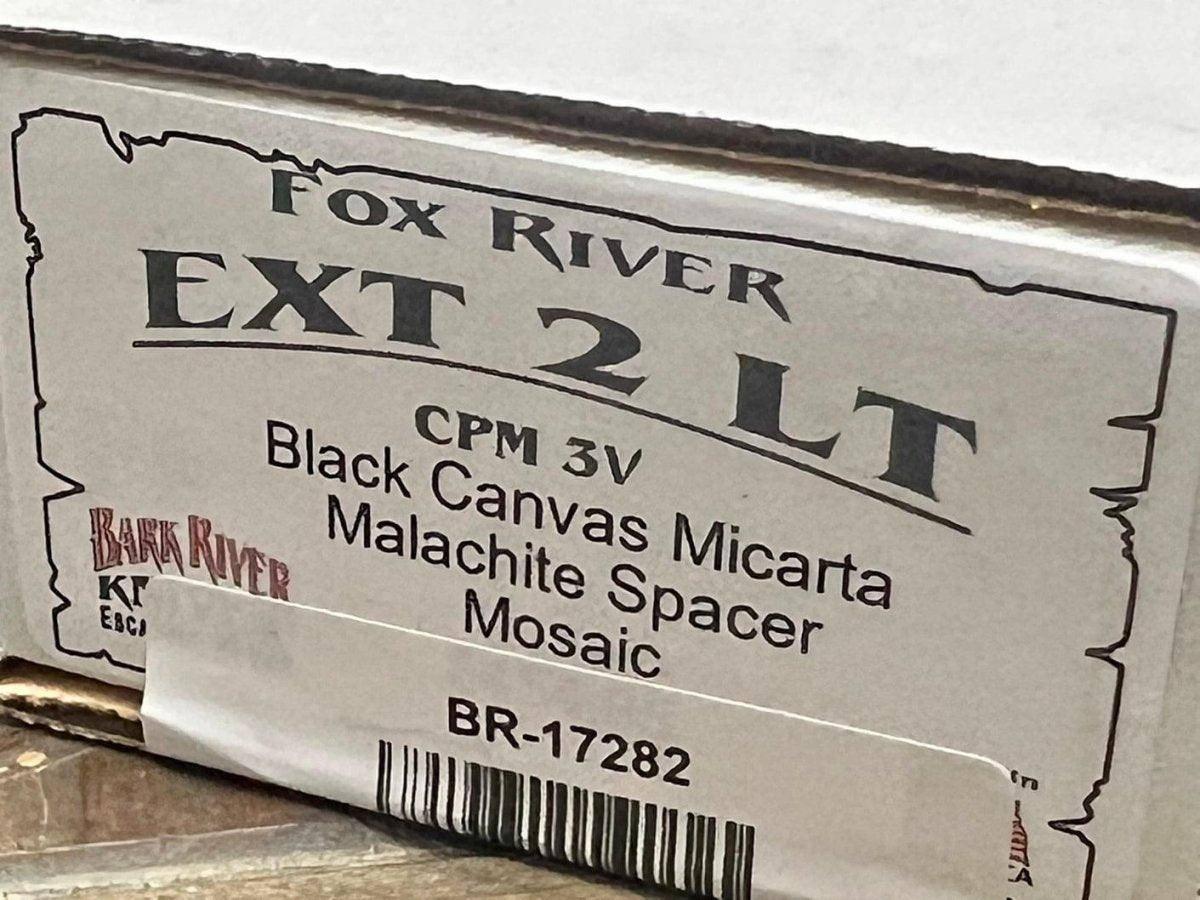 FOX RIVER
EXT 2 LT
CPM 3V
Black Canvas Micarta
Malachite Spacer
Mosaic
BARK RIVER
BR-17282